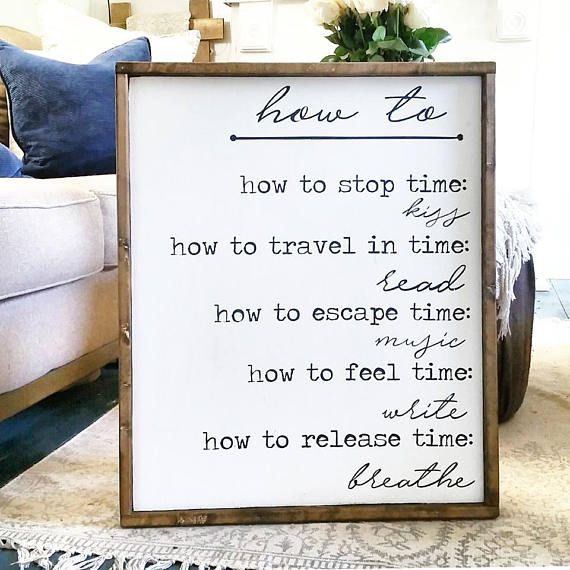 how to
how to stop time:
kiss
how to travel in time:
read
how to escape time:
music
how to feel time:
write
how to release time:
breathe